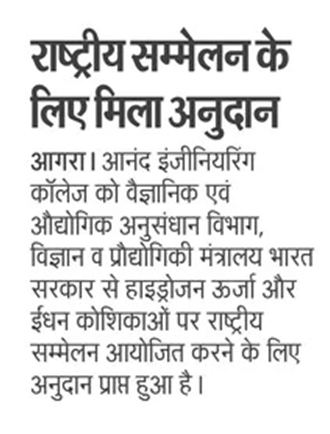 राष्ट्रीय सम्मेलन के
लिए मिला अनुदान
आगरा। आनंद इंजीनियरिंग
कॉलेज को वैज्ञानिक एवं
औद्योगिक अनुसंधान विभाग,
विज्ञान व प्रौद्योगिकी मंत्रालय भारत
सरकार से हाइड्रोजन ऊर्जा और
ईंधन कोशिकाओं पर राष्ट्रीय
सम्मेलन आयोजित करने के लिए
अनुदान प्राप्त हुआ है।